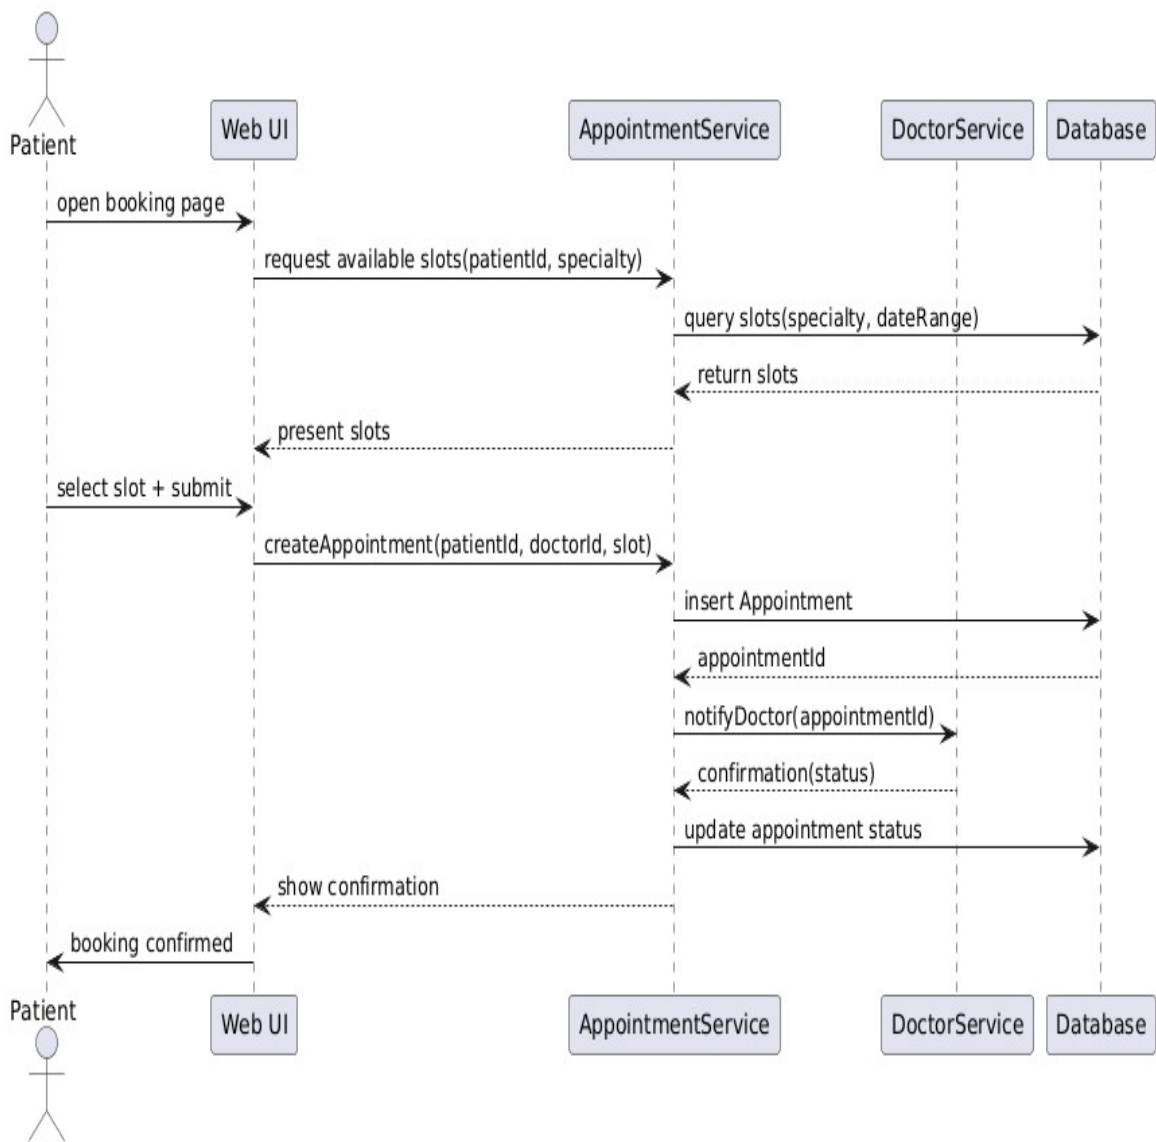 Patient
Web UI
AppointmentService
DoctorService
Database
open booking page
request available slots(patientId, specialty)
query slots(specialty, dateRange)
return slots
present slots
select slot + submit
createAppointment(patientId, doctorId, slot)
insert Appointment
appointmentId
notifyDoctor(appointmentId)
confirmation(status)
update appointment status
show confirmation
booking confirmed
Patient
Web UI
AppointmentService
DoctorService
Database